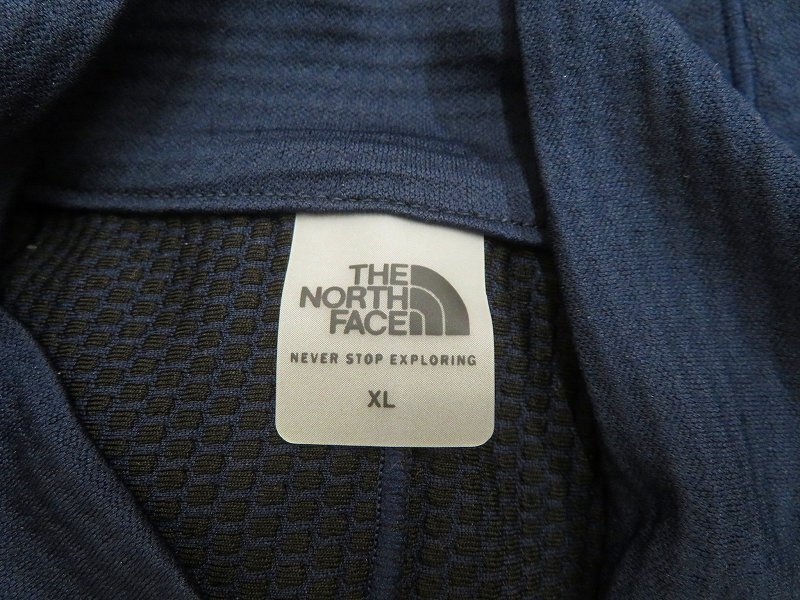 THE
NORTH
FACE
NEVER STOP EXPLORING
XL